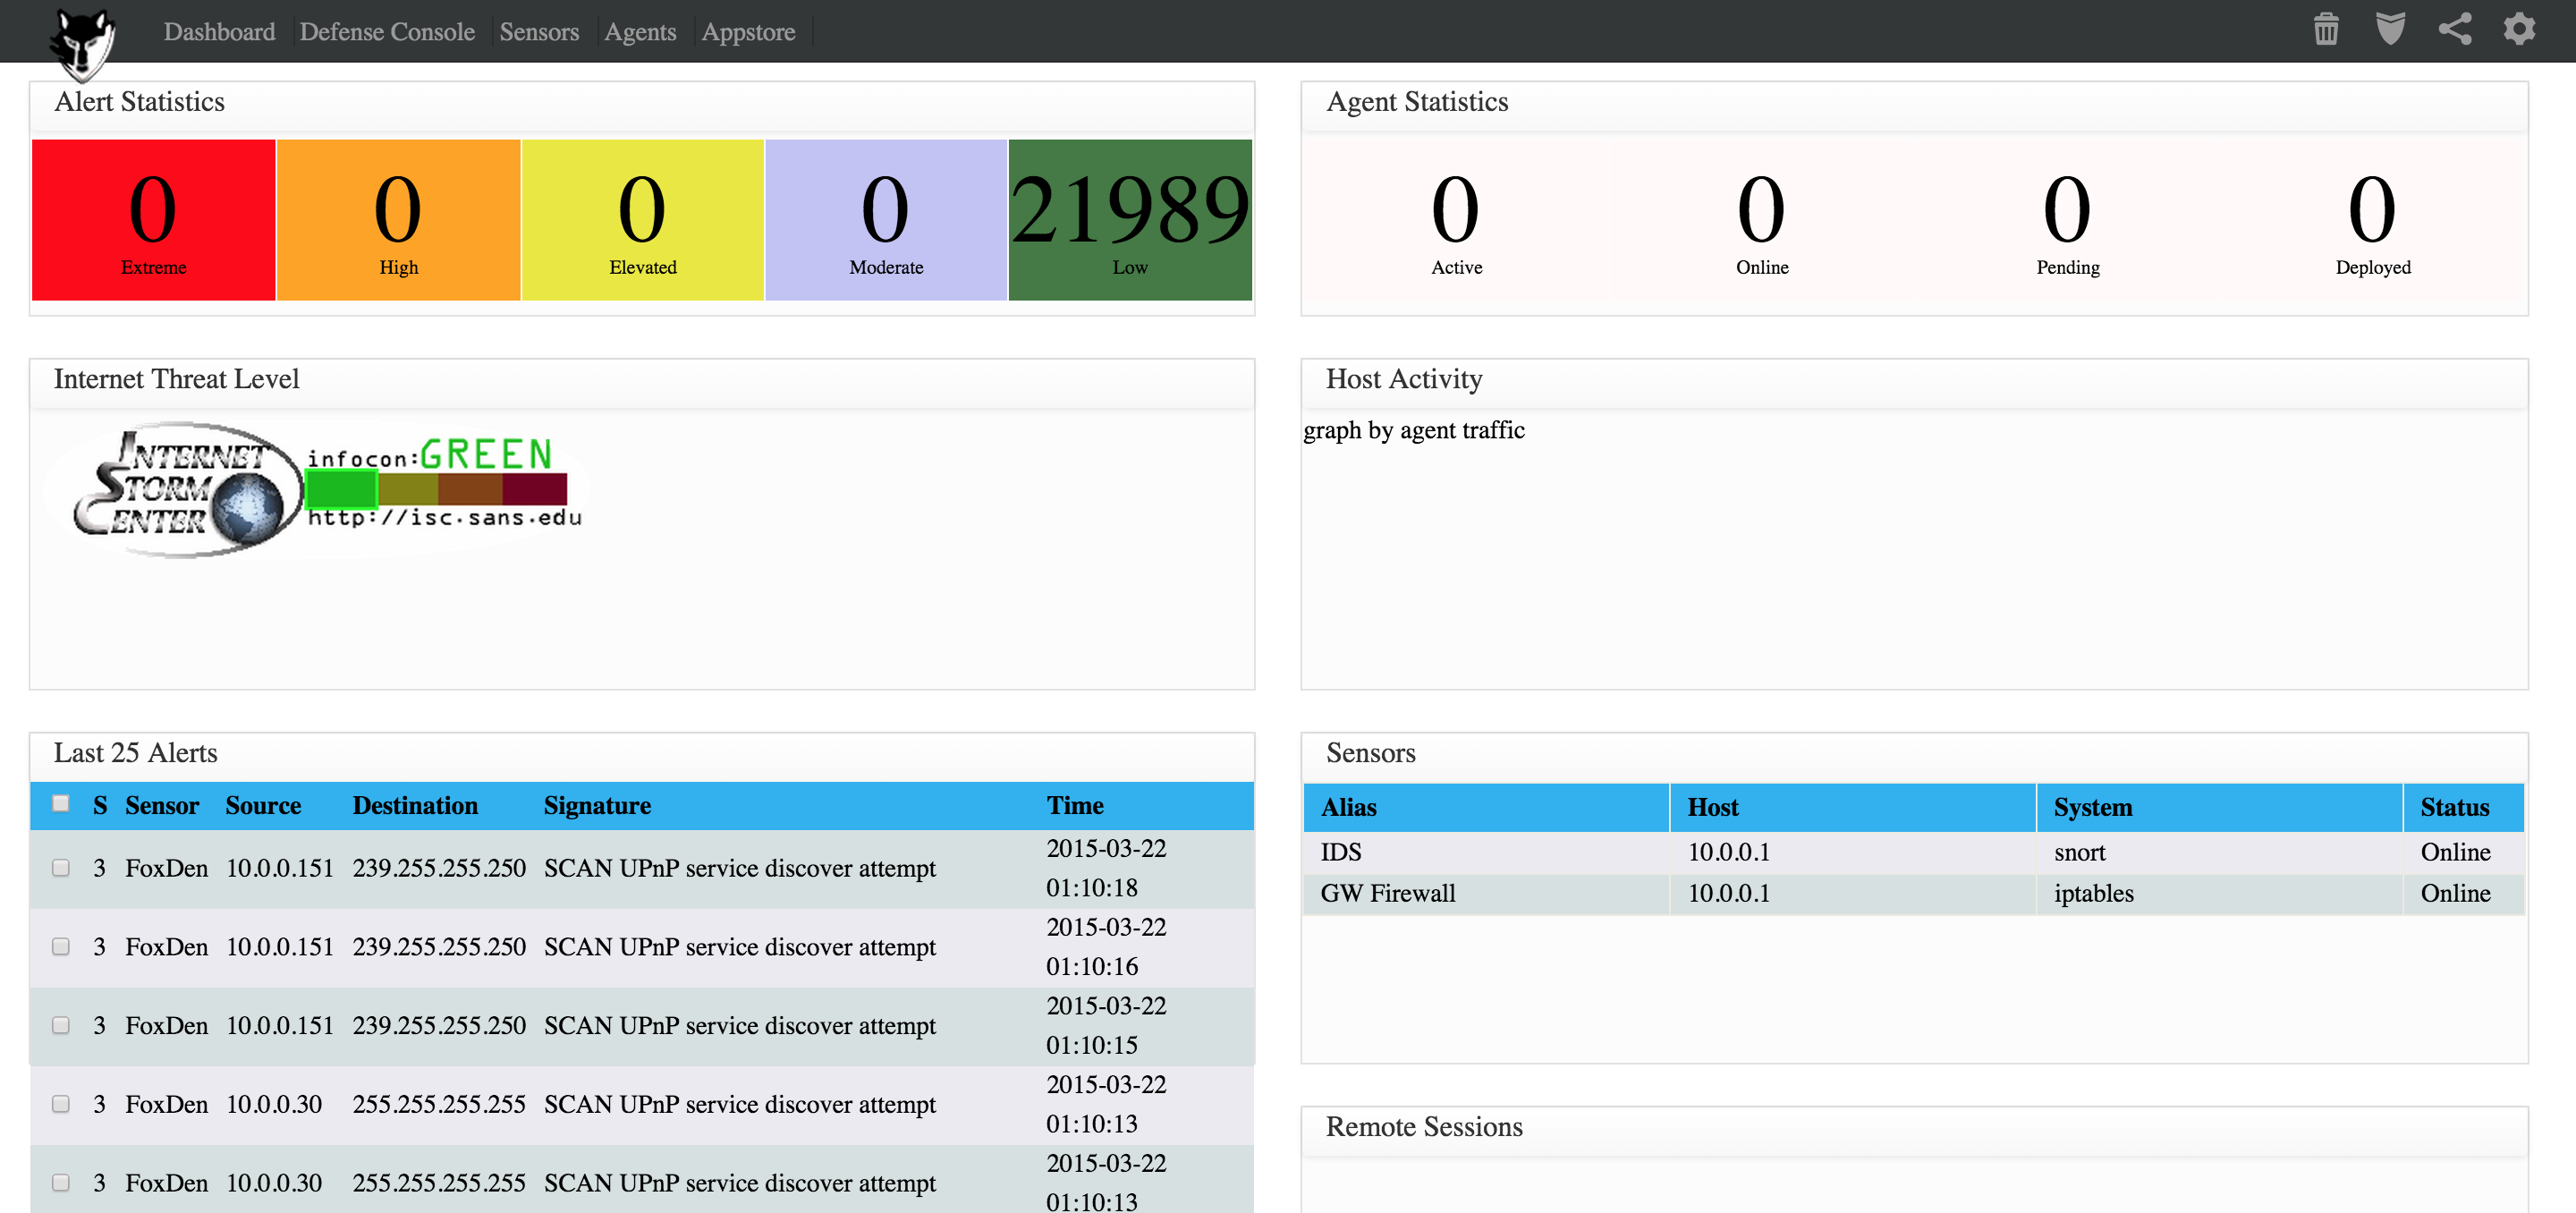 Dashboard Defense Console Sensors Agents Appstore
Alert Statistics
0 0 0 0 21989
Extreme High Elevated Moderate Low
Agent Statistics
0 0 0 0
Active Online Pending Deployed
Internet Threat Level
INTERNET
STORM
CENTER
infocon:GREEN
http://isc.sans.edu
Host Activity
graph by agent traffic
Last 25 Alerts
S Sensor Source Destination Signature Time
3 FoxDen 10.0.0.151 239.255.255.250 SCAN UPnP service discover attempt 2015-03-22
01:10:18
3 FoxDen 10.0.0.151 239.255.255.250 SCAN UPnP service discover attempt 2015-03-22
01:10:16
3 FoxDen 10.0.0.151 239.255.255.250 SCAN UPnP service discover attempt 2015-03-22
01:10:15
3 FoxDen 10.0.0.30 255.255.255.255 SCAN UPnP service discover attempt 2015-03-22
01:10:13
3 FoxDen 10.0.0.30 255.255.255.255 SCAN UPnP service discover attempt 2015-03-22
01:10:13
Sensors
Alias Host System Status
IDS 10.0.0.1 snort Online
GW Firewall 10.0.0.1 iptables Online
Remote Sessions